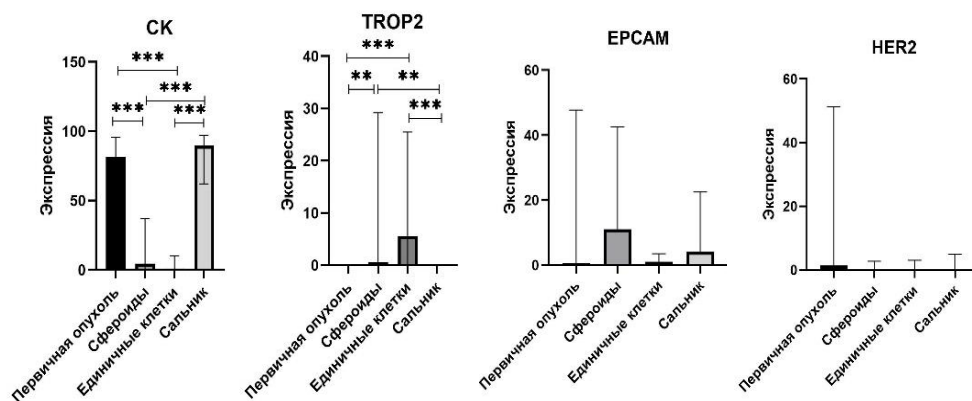 CK
Экспрессия
150
100
50
0
***
***
***
***
Первичная опухоль
Сфероиды
Единичные клетки
Сальник
TROP2
Экспрессия
40
30
20
10
0
***
**
**
***
Первичная опухоль
Сфероиды
Единичные клетки
Сальник
EPCAM
Экспрессия
60
40
20
0
Первичная опухоль
Сфероиды
Единичные клетки
Сальник
HER2
Экспрессия
60
40
20
0
Первичная опухоль
Сфероиды
Единичные клетки
Сальник